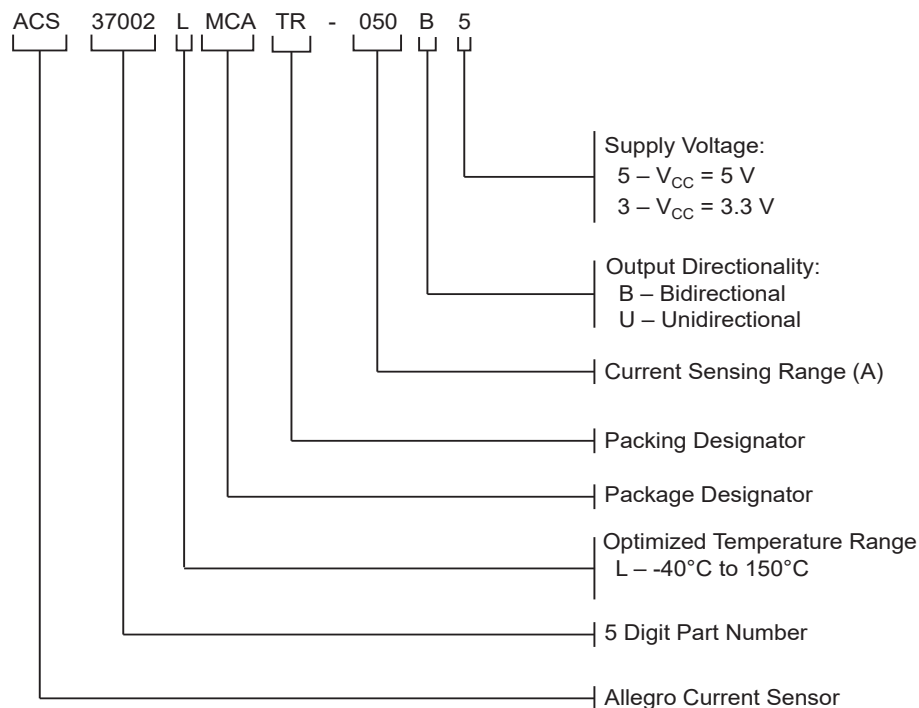 ACS 37002 L MCA TR - 050 B 5
Supply Voltage:
5 – VCC = 5 V
3 – VCC = 3.3 V
Output Directionality:
B – Bidirectional
U – Unidirectional
Current Sensing Range (A)
Packing Designator
Package Designator
Optimized Temperature Range
L – -40°C to 150°C
5 Digit Part Number
Allegro Current Sensor